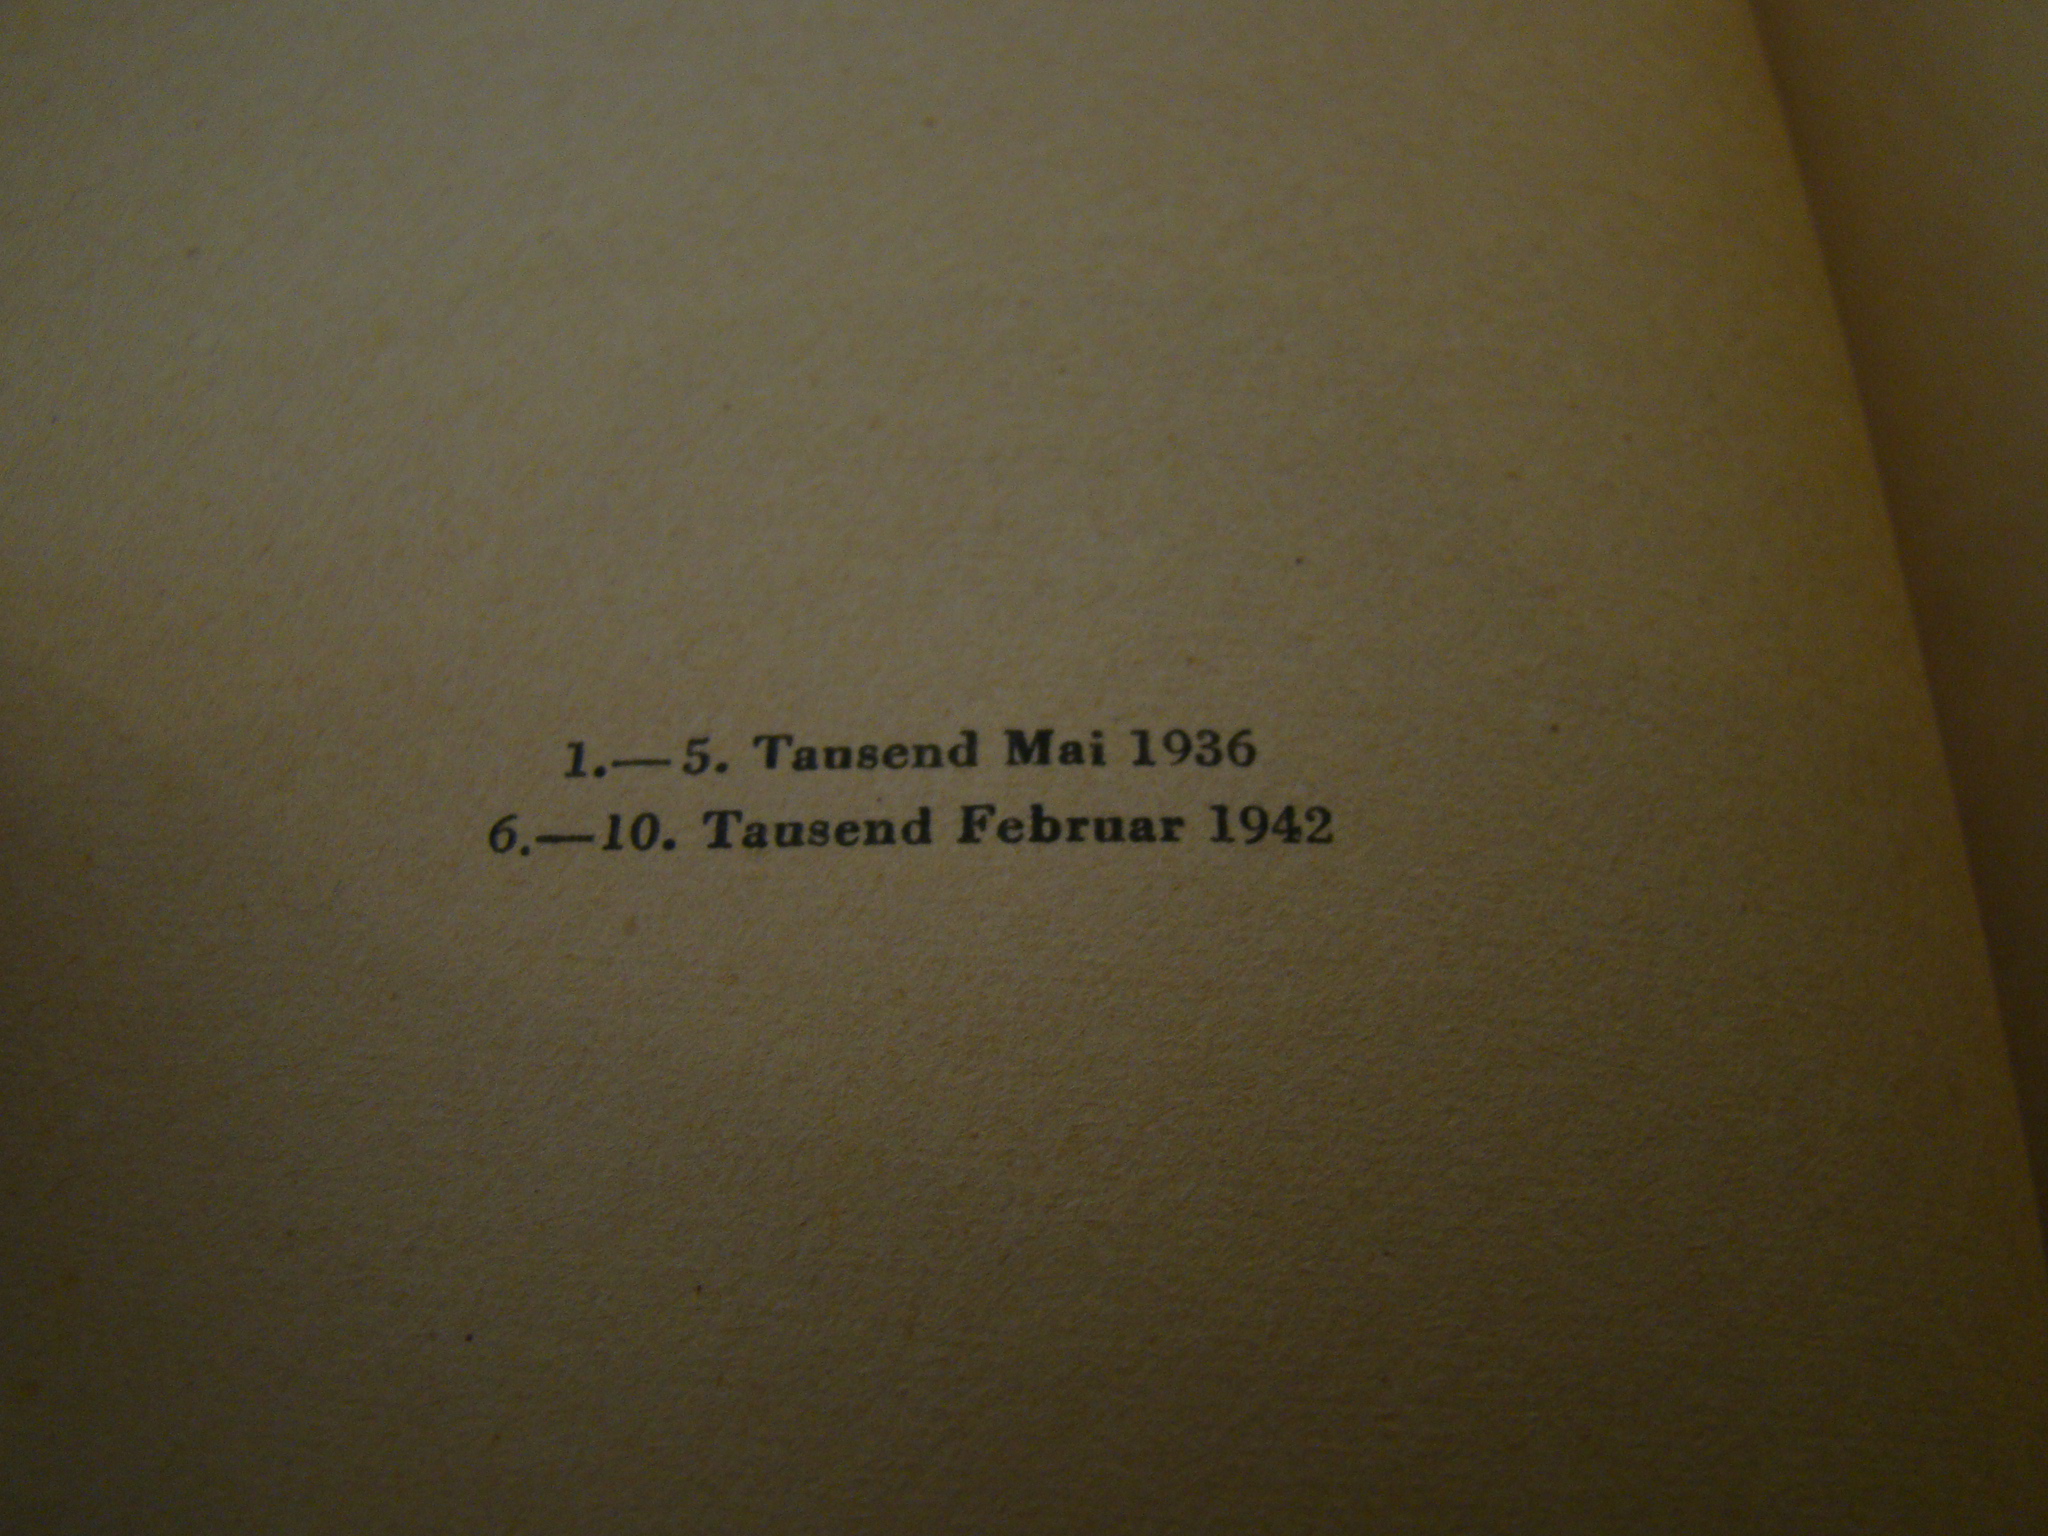 1.—5. Tausend Mai 1936
6.—10. Tausend Februar 1942